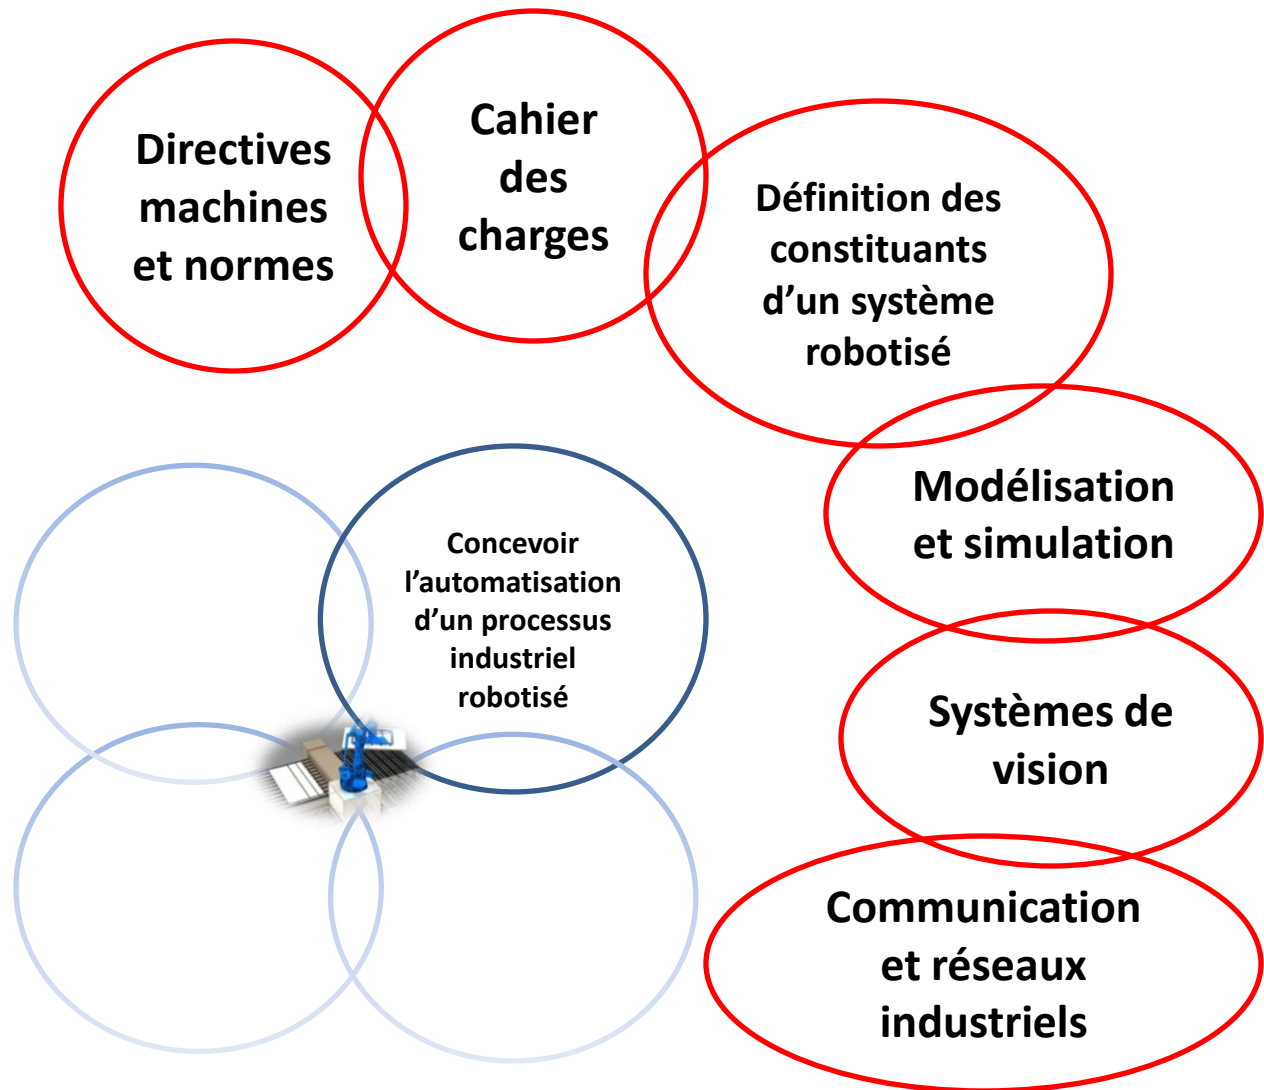 Directives
machines
et normes
Cahier
des
charges
Définition des
constituants
d’un système
robotisé
Modélisation
et simulation
Concevoir
l’automatisation
d’un processus
industriel
robotisé
Systèmes de
vision
Communication
et réseaux
industriels